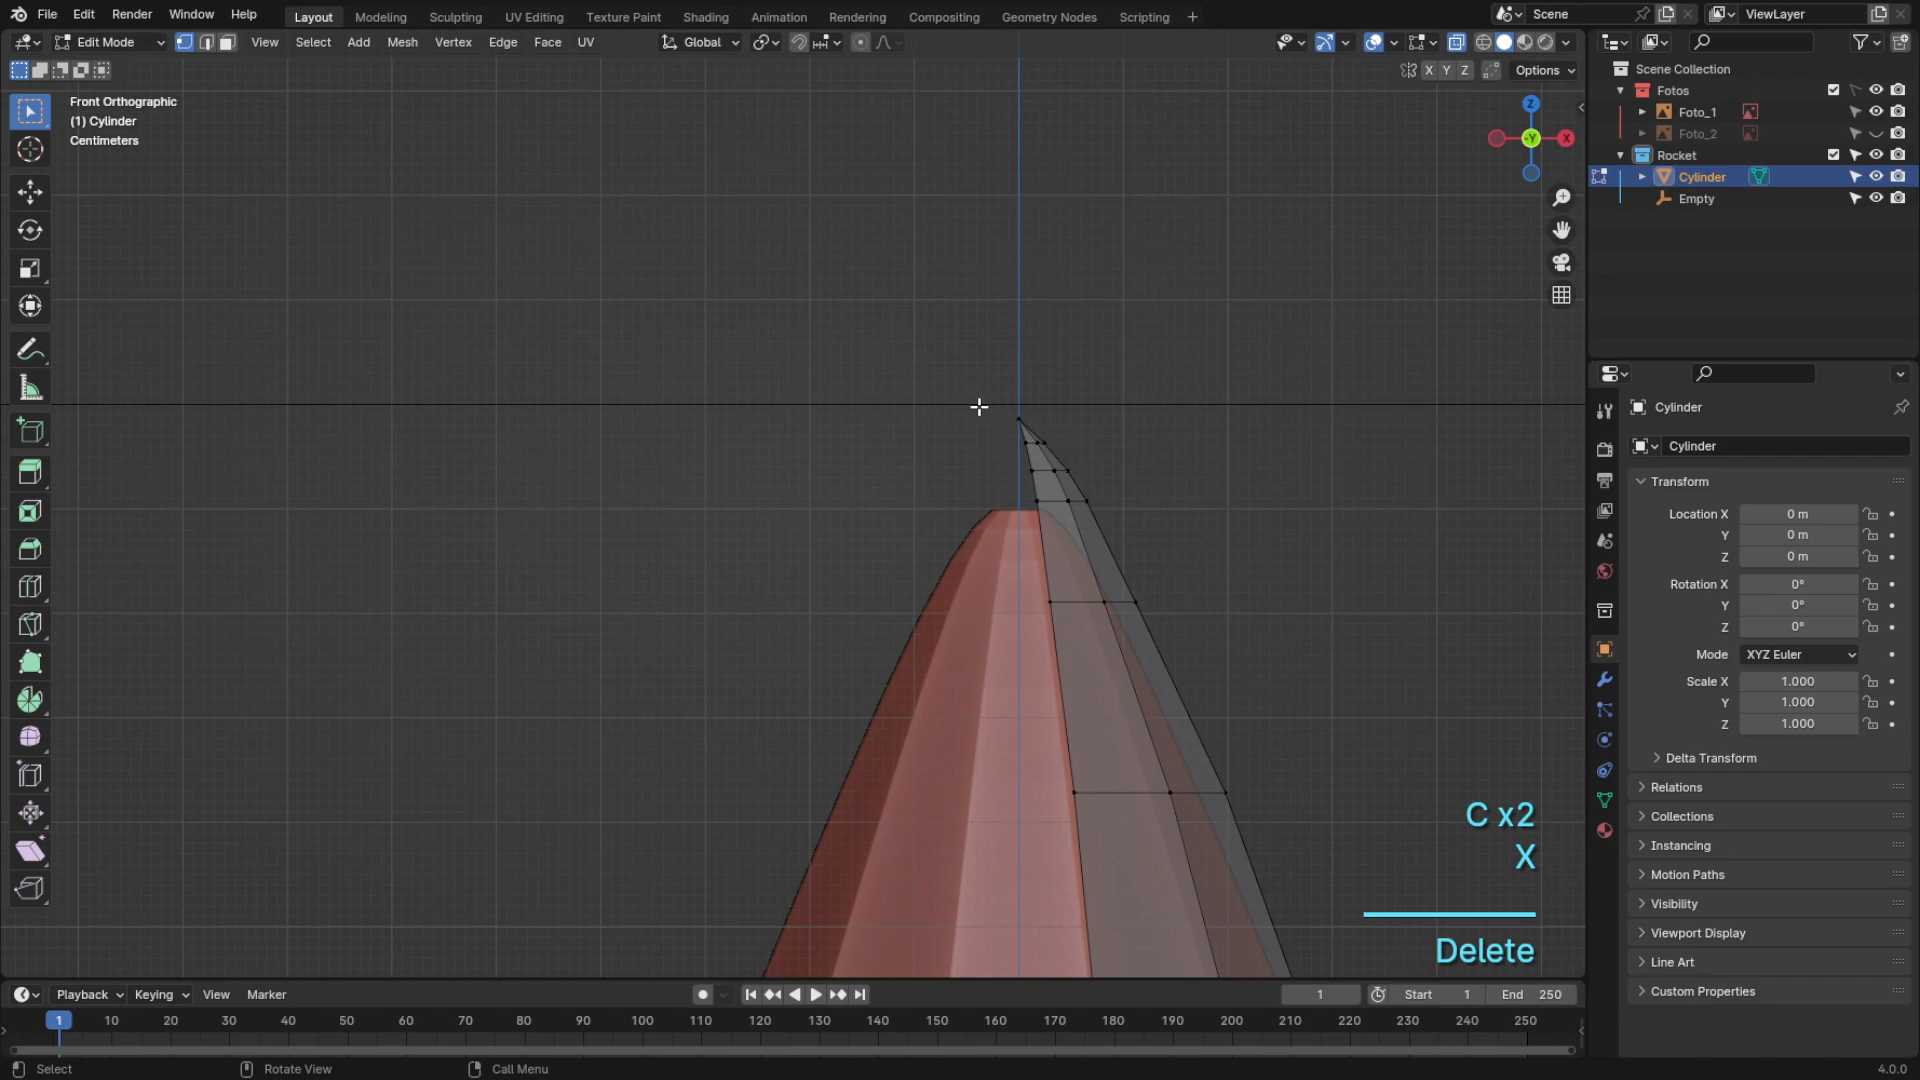 File Edit Render Window Help Layout Modeling Sculpting UV Editing Texture Paint Shading Animation Rendering Compositing Geometry Nodes Scripting + Scene ViewLayer
Edit Mode View Select Add Mesh Vertex Edge Face UV Global
X Y Z Options
Front Orthographic
(1) Cylinder
Centimeters
Z
-Y X
C x2
X
Delete
Scene Collection
Fotos
Foto_1
Foto_2
Rocket
Cylinder
Empty
Cylinder
Cylinder
Transform
Location X 0 m
Y 0 m
Z 0 m
Rotation X 0°
Y 0°
Z 0°
Mode XYZ Euler
Scale X 1.000
Y 1.000
Z 1.000
Delta Transform
Relations
Collections
Instancing
Motion Paths
Visibility
Viewport Display
Line Art
Custom Properties
Playback Keying View Marker 1 Start 1 End 250
1 10 20 30 40 50 60 70 80 90 100 110 120 130 140 150 160 170 180 190 200 210 220 230 240 250
Select Rotate View Call Menu 4.0.0